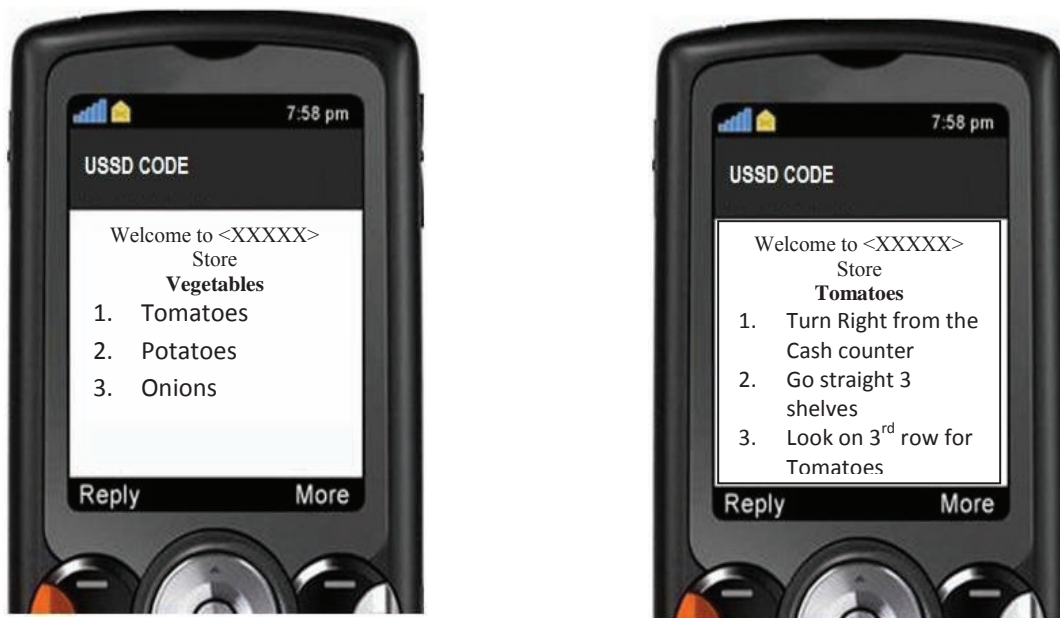 7:58 pm
USSD CODE
Welcome to <XXXXX>
Store
Vegetables
1. Tomatoes
2. Potatoes
3. Onions
Reply More
7:58 pm
USSD CODE
Welcome to <XXXXX>
Store
Tomatoes
1. Turn Right from the
Cash counter
2. Go straight 3
shelves
3. Look on 3rd row for
Tomatoes
Reply More